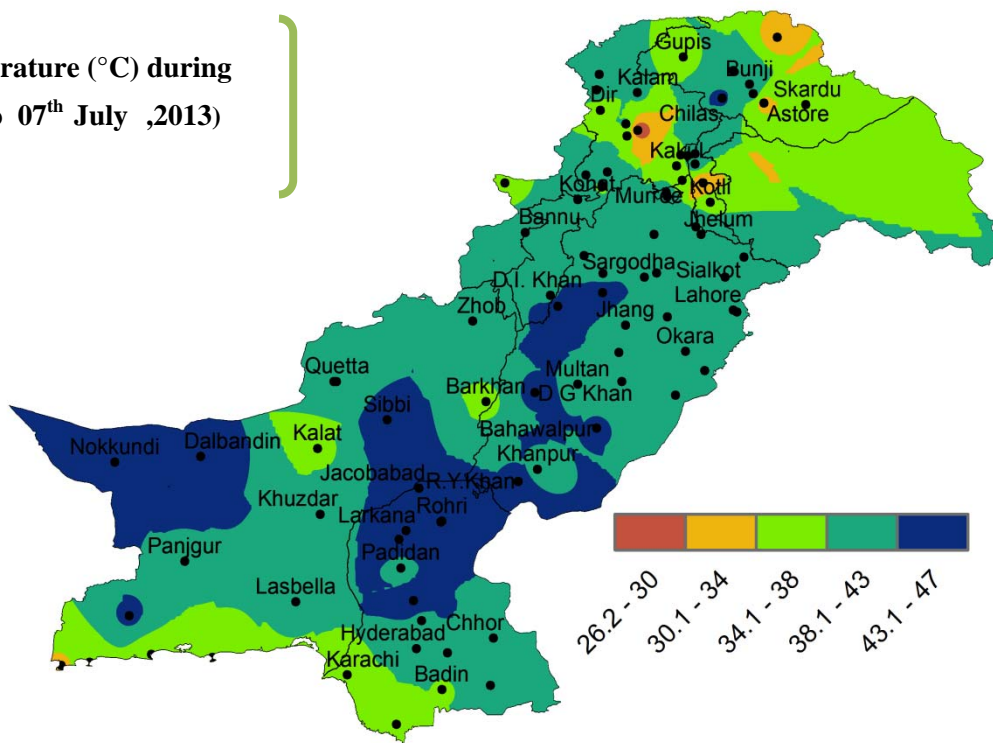 rature (°C) during
07th July ,2013)
Gupis
Bunji
Kalam
Skardu
Dir
Astore
Chilas
Kakul
Kohat
Kotli
Murree
Bannu
Jhelum
Sargodha
Sialkot
D.I. Khan
Lahore
Zhob
Jhang
Okara
Quetta
Multan
Barkhan
D G Khan
Sibbi
Bahawalpur
Kalat
Nokkundi
Dalbandin
Khanpur
Jacobabad
R.Y.Khan
Khuzdar
Rohri
Larkana
Panjgur
Padidan
Lasbella
Chhor
Hyderabad
Karachi
Badin
26.2 - 30
30.1 - 34
34.1 - 38
38.1 - 43
43.1 - 47